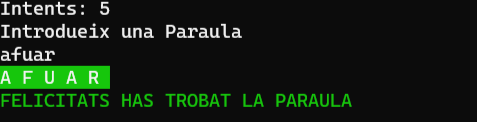 Intents: 5
Introdueix una Paraula
afuar
A F U A R
FELICITATS HAS TROBAT LA PARAULA